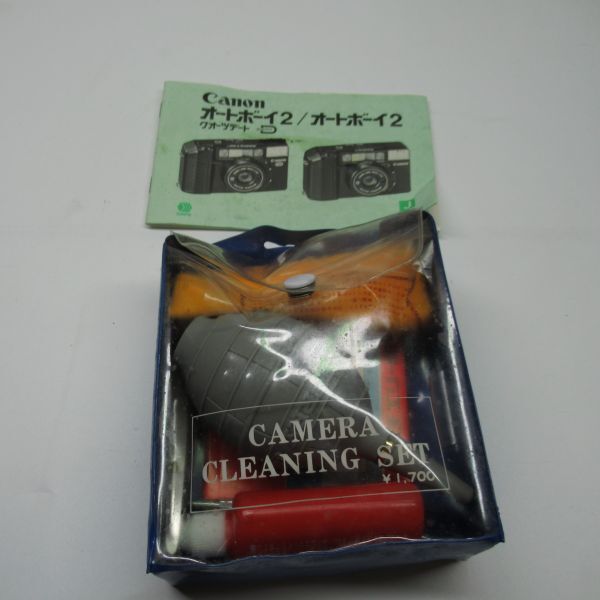 Canon
オートボーイ2/オートボーイ2
クオーツデート
J
CAMERA
CLEANING SET
¥1,700